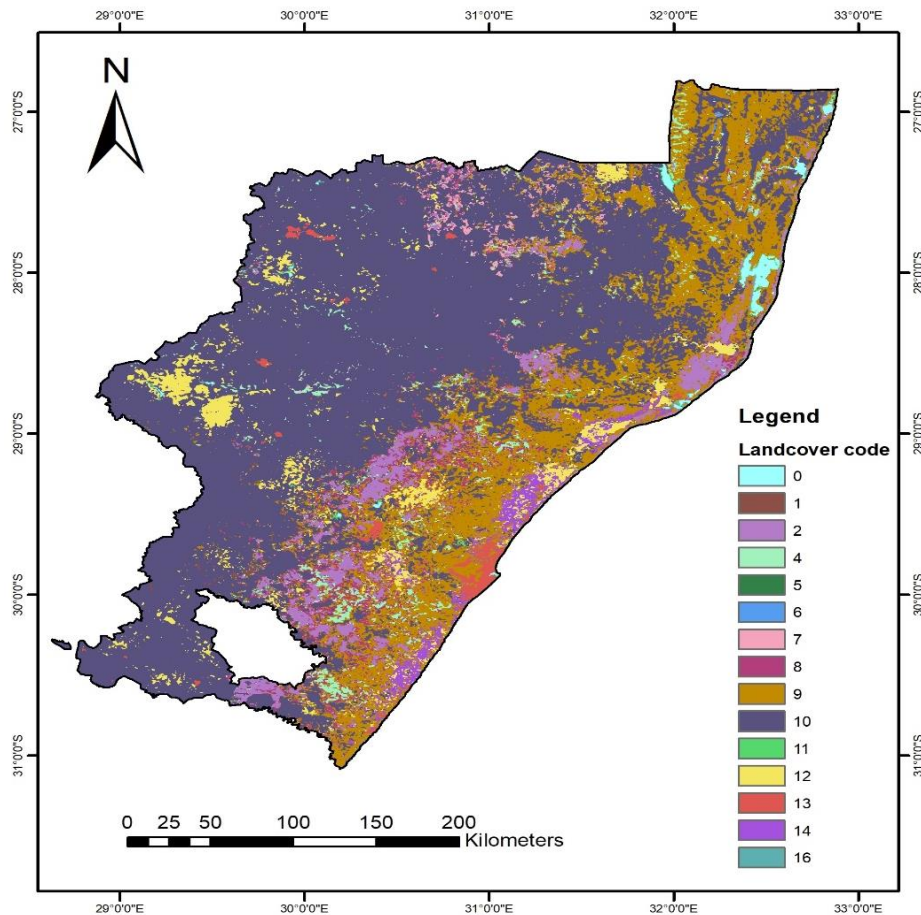 29°0'0"E 30°0'0"E 31°0'0"E 32°0'0"E 33°0'0"E
N
27°0'0"S 27°0'0"S
28°0'0"S 28°0'0"S
29°0'0"S 29°0'0"S
30°0'0"S 30°0'0"S
31°0'0"S 31°0'0"S
Legend
Landcover code
0
1
2
4
5
6
7
8
9
10
11
12
13
14
16
0 25 50 100 150 200
Kilometers
29°0'0"E 30°0'0"E 31°0'0"E 32°0'0"E 33°0'0"E